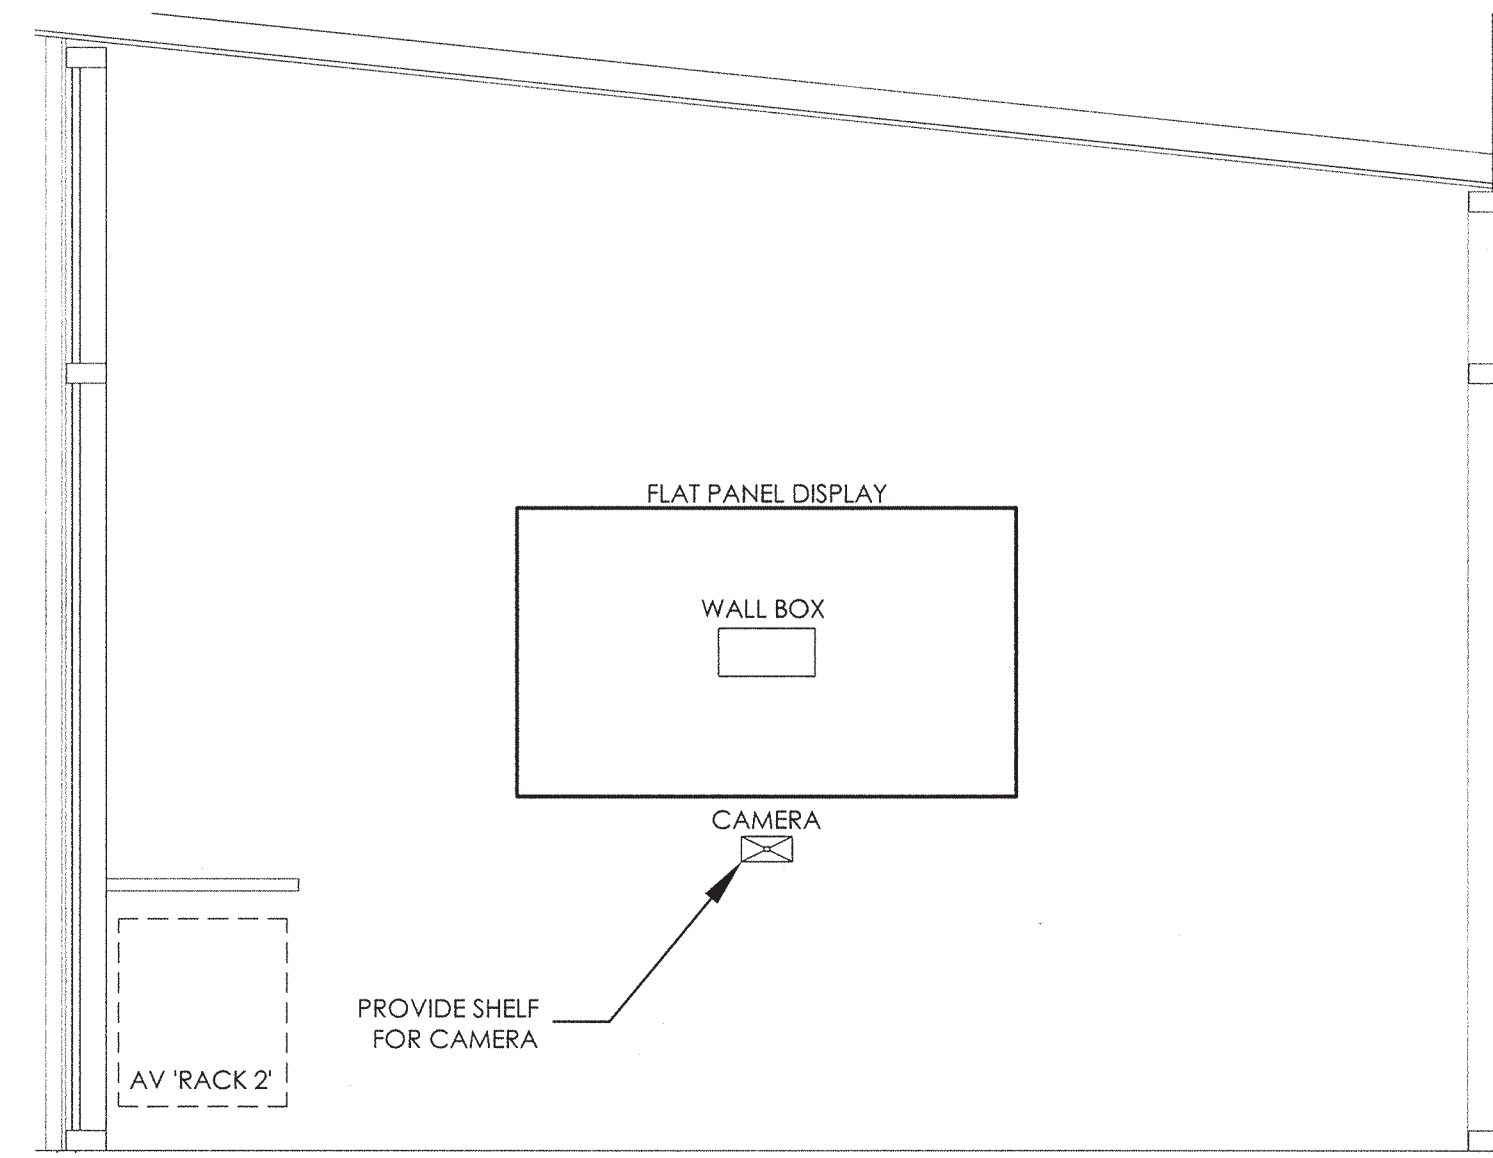 FLAT PANEL DISPLAY
WALL BOX
CAMERA
PROVIDE SHELF
FOR CAMERA
AV 'RACK 2'